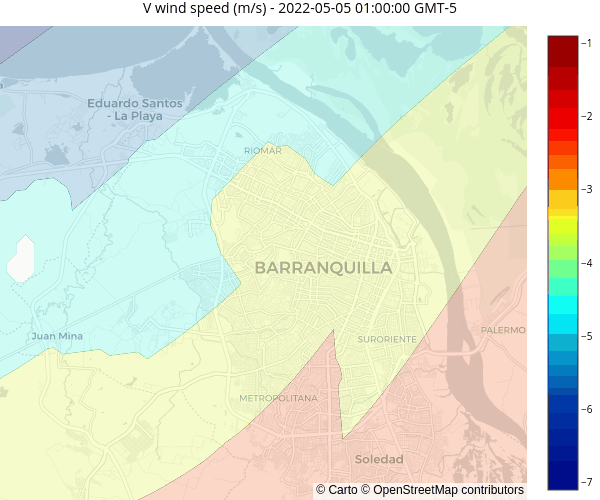 V wind speed (m/s) - 2022-05-05 01:00:00 GMT-5
−1
Eduardo Santos
- La Playa
RIOMAR
−2
−3
BARRANQUILLA
−4
Juan Mina
SURORIENTE
PALERMO
−5
METROPOLITANA
−6
Soledad
−7
© Carto © OpenStreetMap contributors